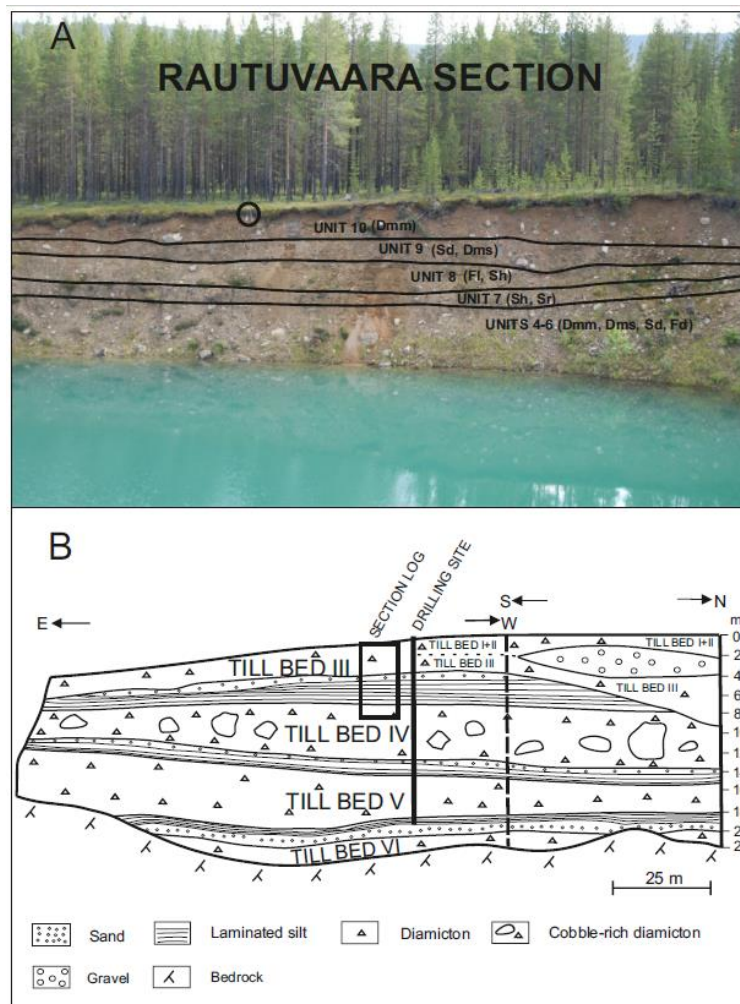 A
RAUTUVAARA SECTION
UNIT 10 (Dmm)
UNIT 9 (Sd, Dms)
UNIT 8 (Fl, Sh)
UNIT 7 (Sh, Sr)
UNITS 4-6 (Dmm, Dms, Sd, Fd)
B
SECTION LOG
DRILLING SITE
E
S
W
N
m
0
2
4
6
8
TILL BED I+II
TILL BED I+II
TILL BED III
TILL BED III
TILL BED III
TILL BED IV
TILL BED V
TILL BED VI
25 m
Sand
Laminated silt
Diamicton
Cobble-rich diamicton
Gravel
Bedrock